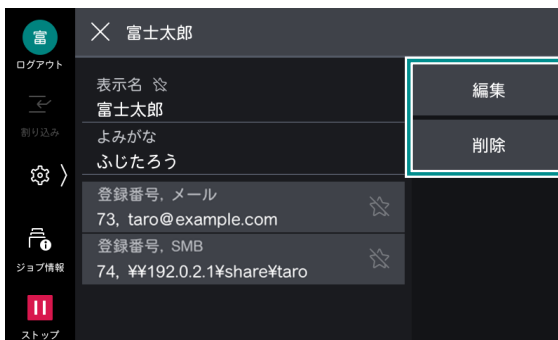 富
ログアウト
割り込み
ジョブ情報
ストップ
富士太郎
表示名
富士太郎
よみがな
ふじたろう
登録番号, メール
73, taro@example.com
登録番号, SMB
74, ¥¥192.0.2.1¥share¥taro
編集
削除